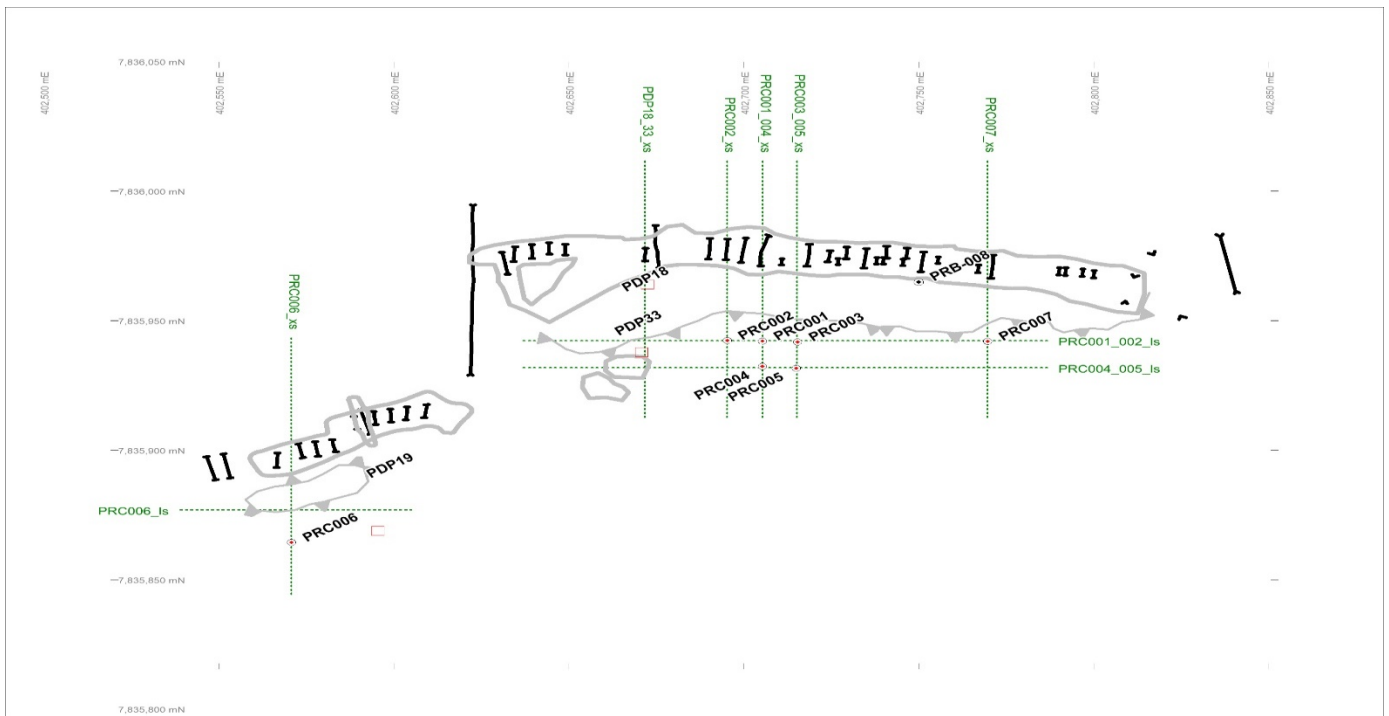 7,836,050 mN
402,500 mE
402,550 mE
402,600 mE
402,650 mE
402,700 mE
402,750 mE
402,800 mE
402,850 mE
PDP18_33_xs
PRC002_xs
PRC001_004_xs
PRC003_005_xs
PRC007_xs
7,836,000 mN
PRB-008
PDP18
PRC006_xs
7,835,950 mN
PDP33
PRC002
PRC001
PRC003
PRC007
PRC001_002_ls
PRC004_005_ls
PRC004
PRC005
7,835,900 mN
PDP19
PRC006_ls
PRC006
7,835,850 mN
7,835,800 mN